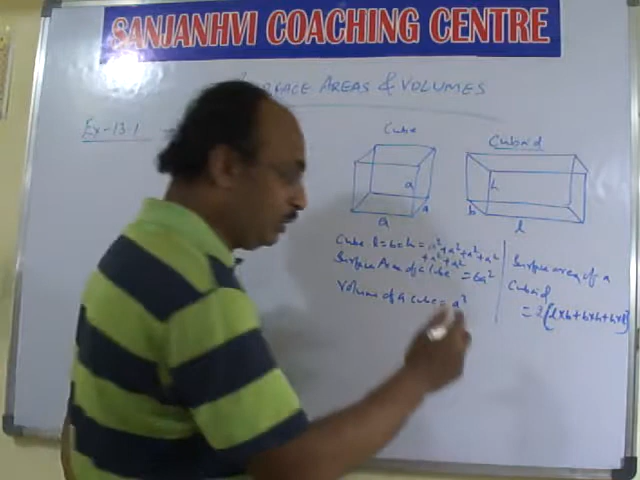 SANJANHVI COACHING CENTRE
SURFACE AREAS & VOLUMES
Ex-13.1
Cube
Cuboid
a
a
a
h
b
l
Cube l=b=h= a²+a²+a²+a²
+a²+a²
Surface Area of a Cube = 6a²
Volume of a Cube = a³
Surface area of a
Cuboid
= 2[l×b+b×h+h×l]